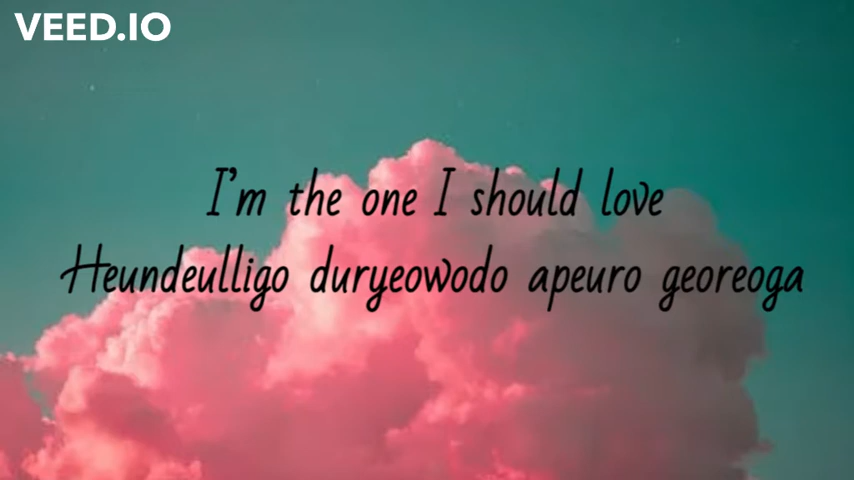 VEED.IO
I'm the one I should love
Heundeulligo duryeowodo apeuro georeoga